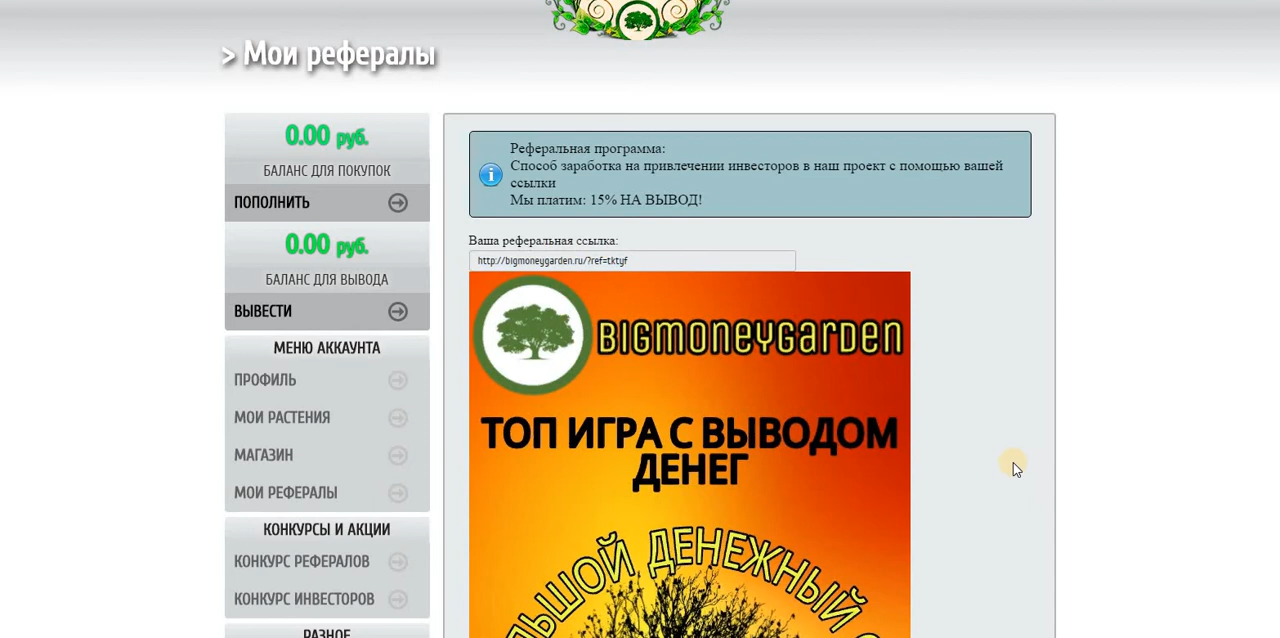 > Мои рефералы
0.00 руб.
БАЛАНС ДЛЯ ПОКУПОК
ПОПОЛНИТЬ
0.00 руб.
БАЛАНС ДЛЯ ВЫВОДА
ВЫВЕСТИ
МЕНЮ АККАУНТА
ПРОФИЛЬ
МОИ РАСТЕНИЯ
МАГАЗИН
МОИ РЕФЕРАЛЫ
КОНКУРСЫ И АКЦИИ
КОНКУРС РЕФЕРАЛОВ
КОНКУРС ИНВЕСТОРОВ
РАЗНОЕ
Реферальная программа:
Способ заработка на привлечении инвесторов в наш проект с помощью вашей
ссылки
Мы платим: 15% НА ВЫВОД!
Ваша реферальная ссылка:
http://bigmoneygarden.ru/?ref=tktyf
BIGMONEYGARDEN
ТОП ИГРА С ВЫВОДОМ
ДЕНЕГ
ДЕНЕЖНЫЙ